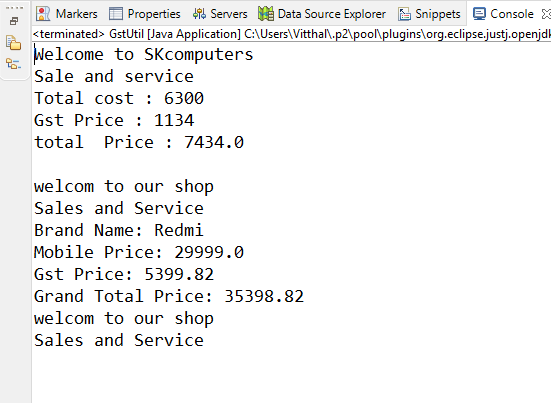 Markers Properties Servers Data Source Explorer Snippets Console
<terminated> GstUtil [Java Application] C:\Users\Vitthal\.p2\pool\plugins\org.eclipse.justj.openjdk
Welcome to SKcomputers
Sale and service
Total cost : 6300
Gst Price : 1134
total  Price : 7434.0
welcom to our shop
Sales and Service
Brand Name: Redmi
Mobile Price: 29999.0
Gst Price: 5399.82
Grand Total Price: 35398.82
welcom to our shop
Sales and Service